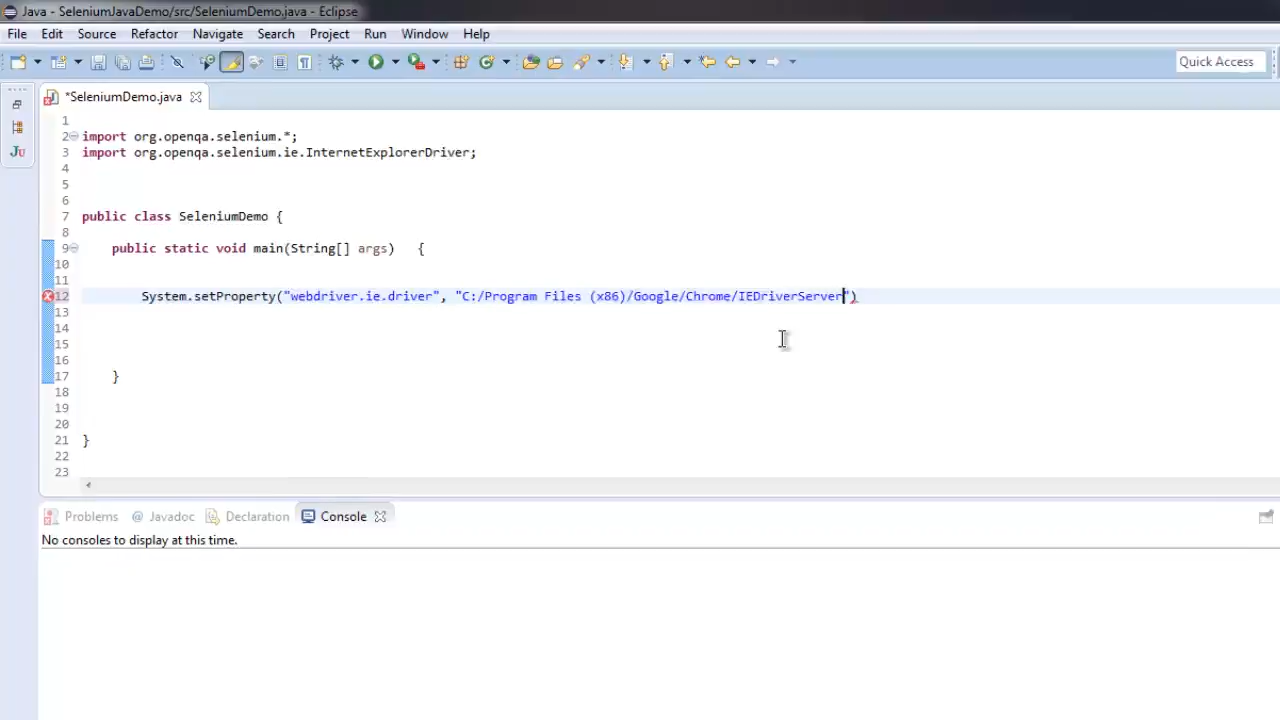 Java - SeleniumJavaDemo/src/SeleniumDemo.java - Eclipse
File Edit Source Refactor Navigate Search Project Run Window Help
Quick Access
*SeleniumDemo.java
1
2 import org.openqa.selenium.*;
3 import org.openqa.selenium.ie.InternetExplorerDriver;
4
5
6
7 public class SeleniumDemo {
8
9 public static void main(String[] args) {
10
11
12 System.setProperty("webdriver.ie.driver", "C:/Program Files (x86)/Google/Chrome/IEDriverServer")
13
14
15
16
17 }
18
19
20
21 }
22
23
Problems @ Javadoc Declaration Console
No consoles to display at this time.